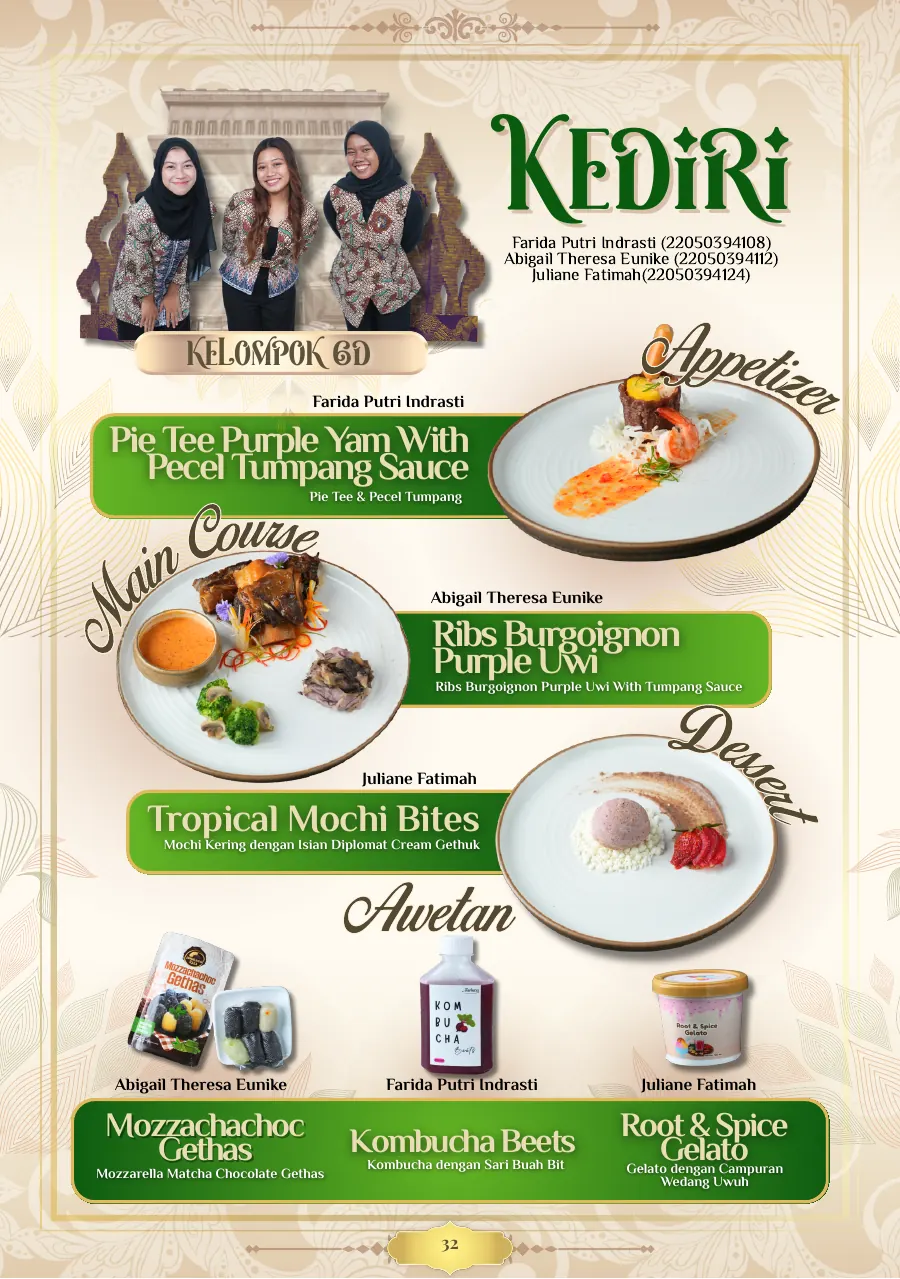 KEDIRI
Farida Putri Indrasti (22050394108)
Abigail Theresa Eunike (22050394112)
Juliane Fatimah(22050394124)
KELOMPOK 6D
Appetizer
Farida Putri Indrasti
Pie Tee Purple Yam With
Pecel Tumpang Sauce
Pie Tee & Pecel Tumpang
Main Course
Abigail Theresa Eunike
Ribs Burgoignon
Purple Uwi
Ribs Burgoignon Purple Uwi With Tumpang Sauce
Dessert
Juliane Fatimah
Tropical Mochi Bites
Mochi Kering dengan Isian Diplomat Cream Gethuk
Awetan
Mozzachachoc
Gethas
KOM
BU
CHA
Beets
Root & Spice
Gelato
Abigail Theresa Eunike
Farida Putri Indrasti
Juliane Fatimah
Mozzachachoc
Gethas
Mozzarella Matcha Chocolate Gethas
Kombucha Beets
Kombucha dengan Sari Buah Bit
Root & Spice
Gelato
Gelato dengan Campuran
Wedang Uwuh
32